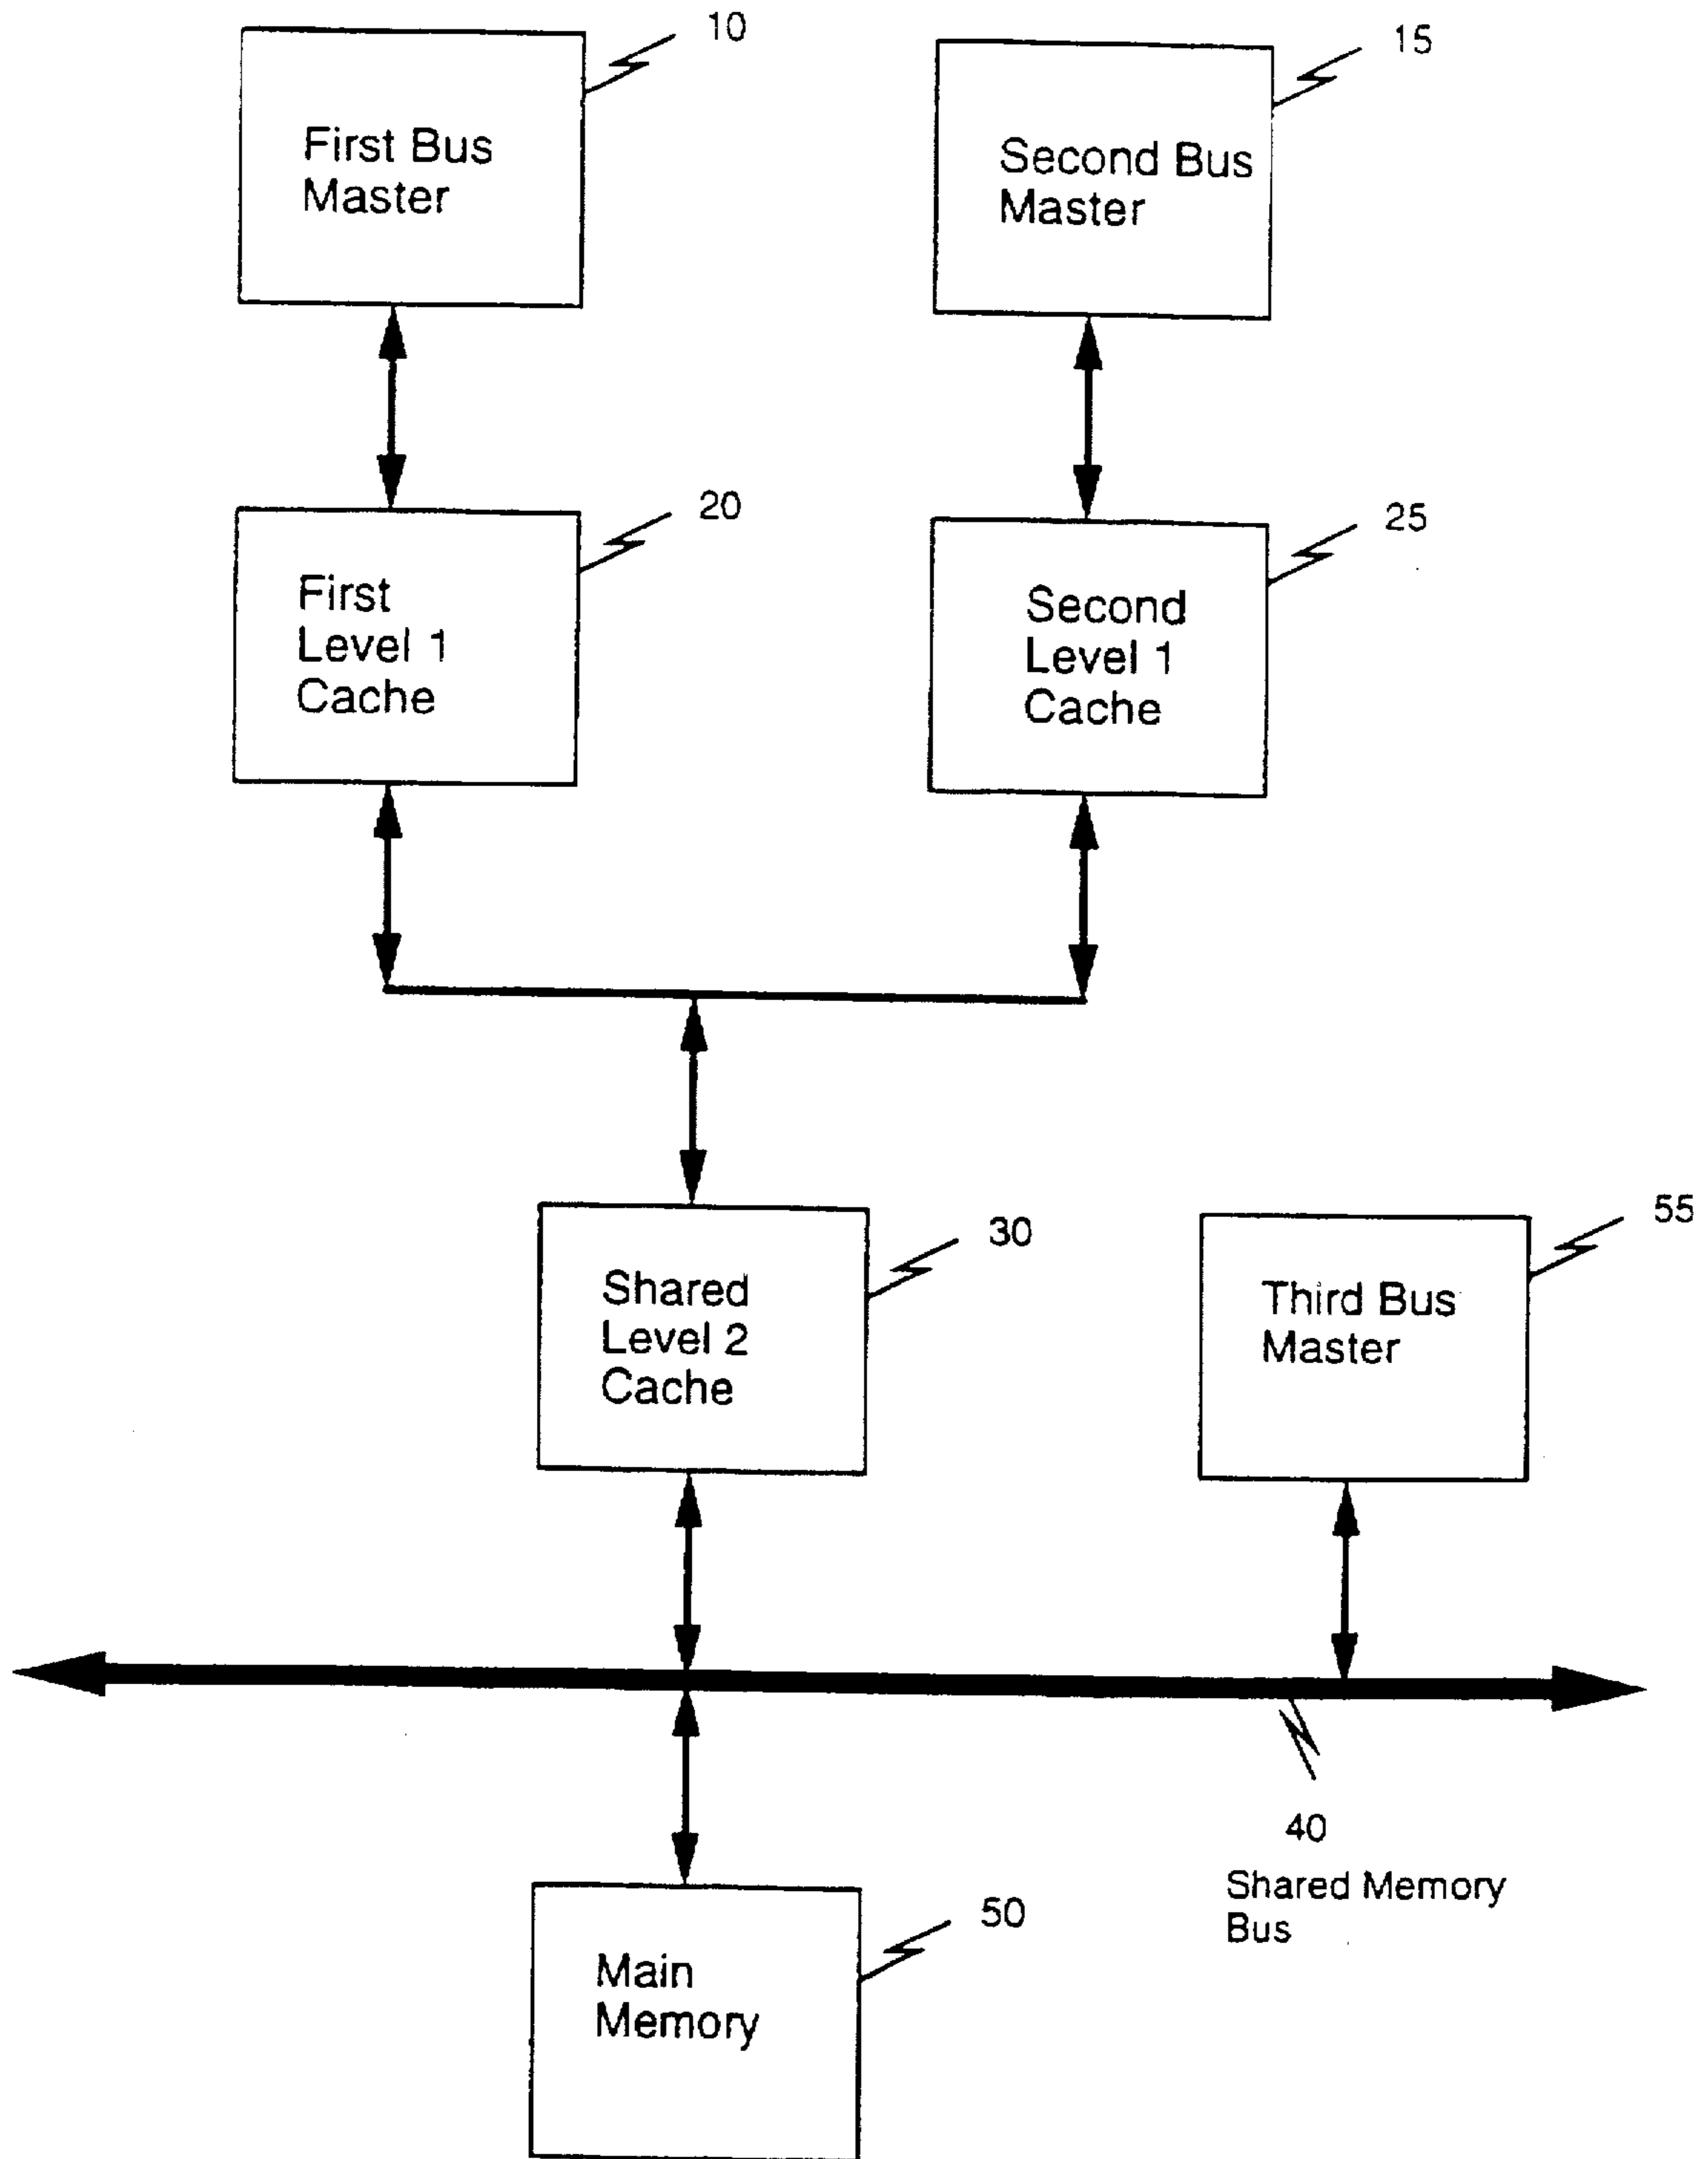 10
First Bus
Master
15
Second Bus
Master
20
First
Level 1
Cache
25
Second
Level 1
Cache
30
Shared
Level 2
Cache
55
Third Bus
Master
40
Shared Memory
Bus
50
Main
Memory